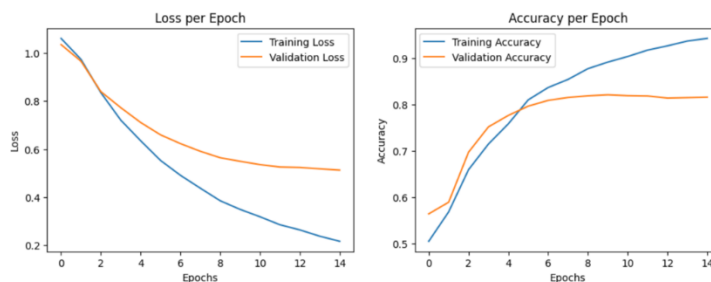 Loss per Epoch
Training Loss
Validation Loss
1.0
0.8
0.6
0.4
0.2
Loss
0 2 4 6 8 10 12 14
Epochs
Accuracy per Epoch
Training Accuracy
Validation Accuracy
0.9
0.8
0.7
0.6
0.5
Accuracy
0 2 4 6 8 10 12 14
Epochs